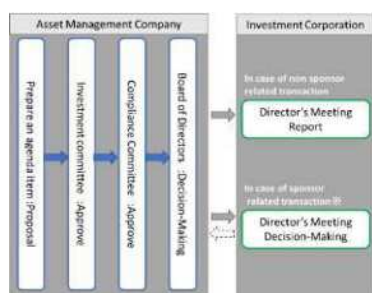 Asset Management Company
Prepare an agenda item :Proposal
Investment committee :Approve
Compliance Committee :Approve
Board of Directors :Decision-Making
Investment Corporation
In case of non sponsor
related transaction
Director's Meeting
Report
In case of sponsor
related transaction※
Director's Meeting
Decision-Making